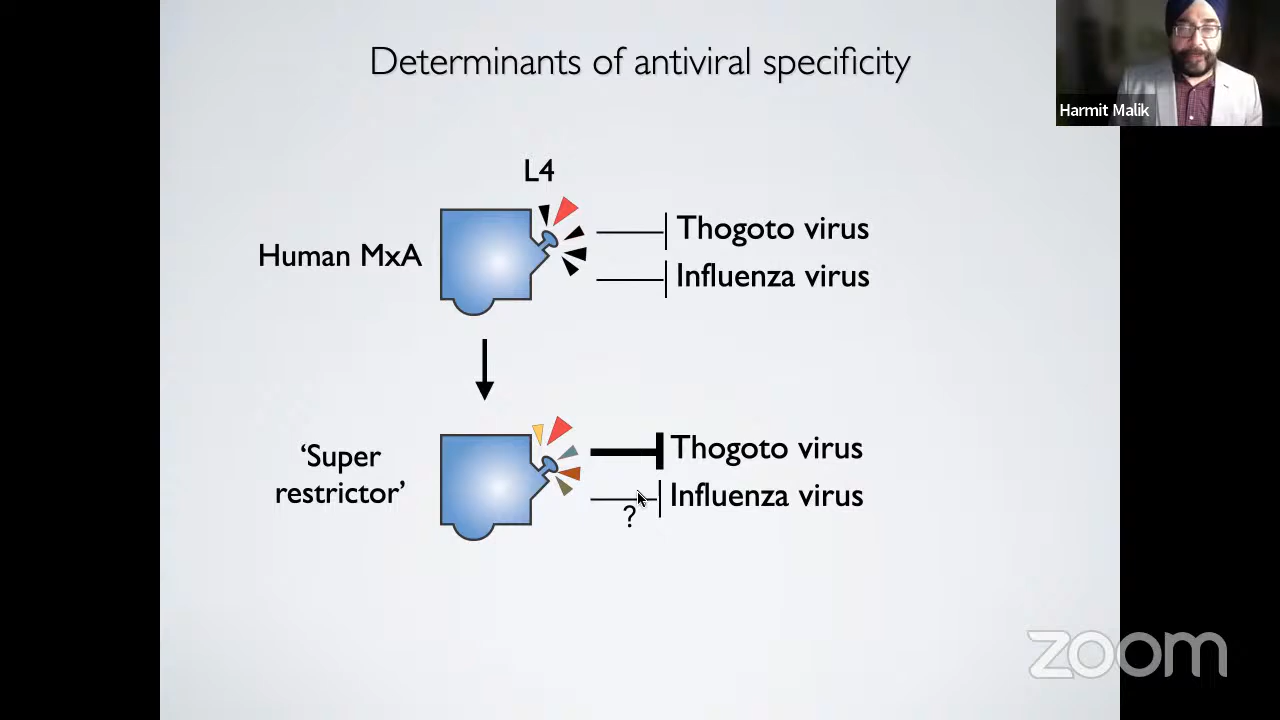 Determinants of antiviral specificity
Harmit Malik
L4
Human MxA
Thogoto virus
Influenza virus
‘Super
restrictor’
Thogoto virus
Influenza virus
?
zoom